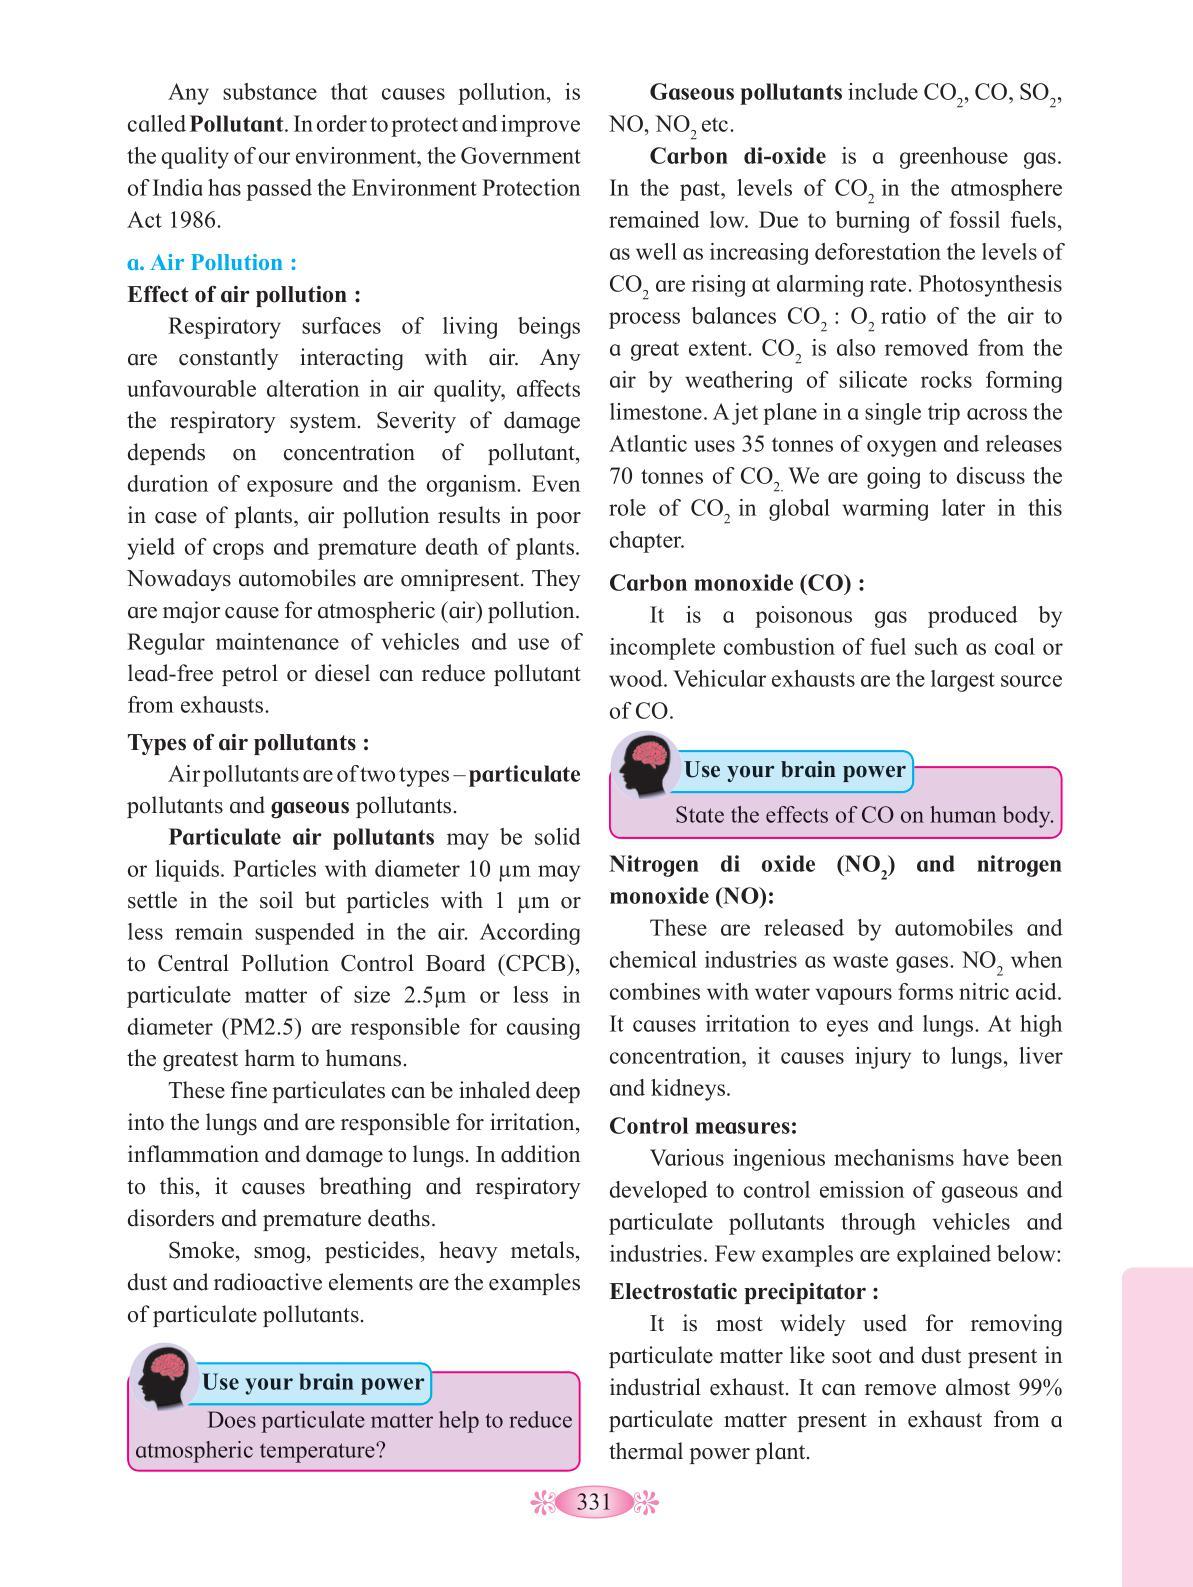 Any substance that causes pollution, is
called Pollutant. In order to protect and improve
the quality of our environment, the Government
of India has passed the Environment Protection
Act 1986.
a. Air Pollution :
Effect of air pollution :
Respiratory surfaces of living beings
are constantly interacting with air. Any
unfavourable alteration in air quality, affects
the respiratory system. Severity of damage
depends on concentration of pollutant,
duration of exposure and the organism. Even
in case of plants, air pollution results in poor
yield of crops and premature death of plants.
Nowadays automobiles are omnipresent. They
are major cause for atmospheric (air) pollution.
Regular maintenance of vehicles and use of
lead-free petrol or diesel can reduce pollutant
from exhausts.
Types of air pollutants :
Air pollutants are of two types – particulate
pollutants and gaseous pollutants.
Particulate air pollutants may be solid
or liquids. Particles with diameter 10 µm may
settle in the soil but particles with 1 µm or
less remain suspended in the air. According
to Central Pollution Control Board (CPCB),
particulate matter of size 2.5µm or less in
diameter (PM2.5) are responsible for causing
the greatest harm to humans.
These fine particulates can be inhaled deep
into the lungs and are responsible for irritation,
inflammation and damage to lungs. In addition
to this, it causes breathing and respiratory
disorders and premature deaths.
Smoke, smog, pesticides, heavy metals,
dust and radioactive elements are the examples
of particulate pollutants.
Use your brain power
Does particulate matter help to reduce
atmospheric temperature?
Gaseous pollutants include CO₂, CO, SO₂,
NO, NO₂ etc.
Carbon di-oxide is a greenhouse gas.
In the past, levels of CO₂ in the atmosphere
remained low. Due to burning of fossil fuels,
as well as increasing deforestation the levels of
CO₂ are rising at alarming rate. Photosynthesis
process balances CO₂ : O₂ ratio of the air to
a great extent. CO₂ is also removed from the
air by weathering of silicate rocks forming
limestone. A jet plane in a single trip across the
Atlantic uses 35 tonnes of oxygen and releases
70 tonnes of CO₂. We are going to discuss the
role of CO₂ in global warming later in this
chapter.
Carbon monoxide (CO) :
It is a poisonous gas produced by
incomplete combustion of fuel such as coal or
wood. Vehicular exhausts are the largest source
of CO.
Use your brain power
State the effects of CO on human body.
Nitrogen di oxide (NO₂) and nitrogen
monoxide (NO):
These are released by automobiles and
chemical industries as waste gases. NO₂ when
combines with water vapours forms nitric acid.
It causes irritation to eyes and lungs. At high
concentration, it causes injury to lungs, liver
and kidneys.
Control measures:
Various ingenious mechanisms have been
developed to control emission of gaseous and
particulate pollutants through vehicles and
industries. Few examples are explained below:
Electrostatic precipitator :
It is most widely used for removing
particulate matter like soot and dust present in
industrial exhaust. It can remove almost 99%
particulate matter present in exhaust from a
thermal power plant.
331